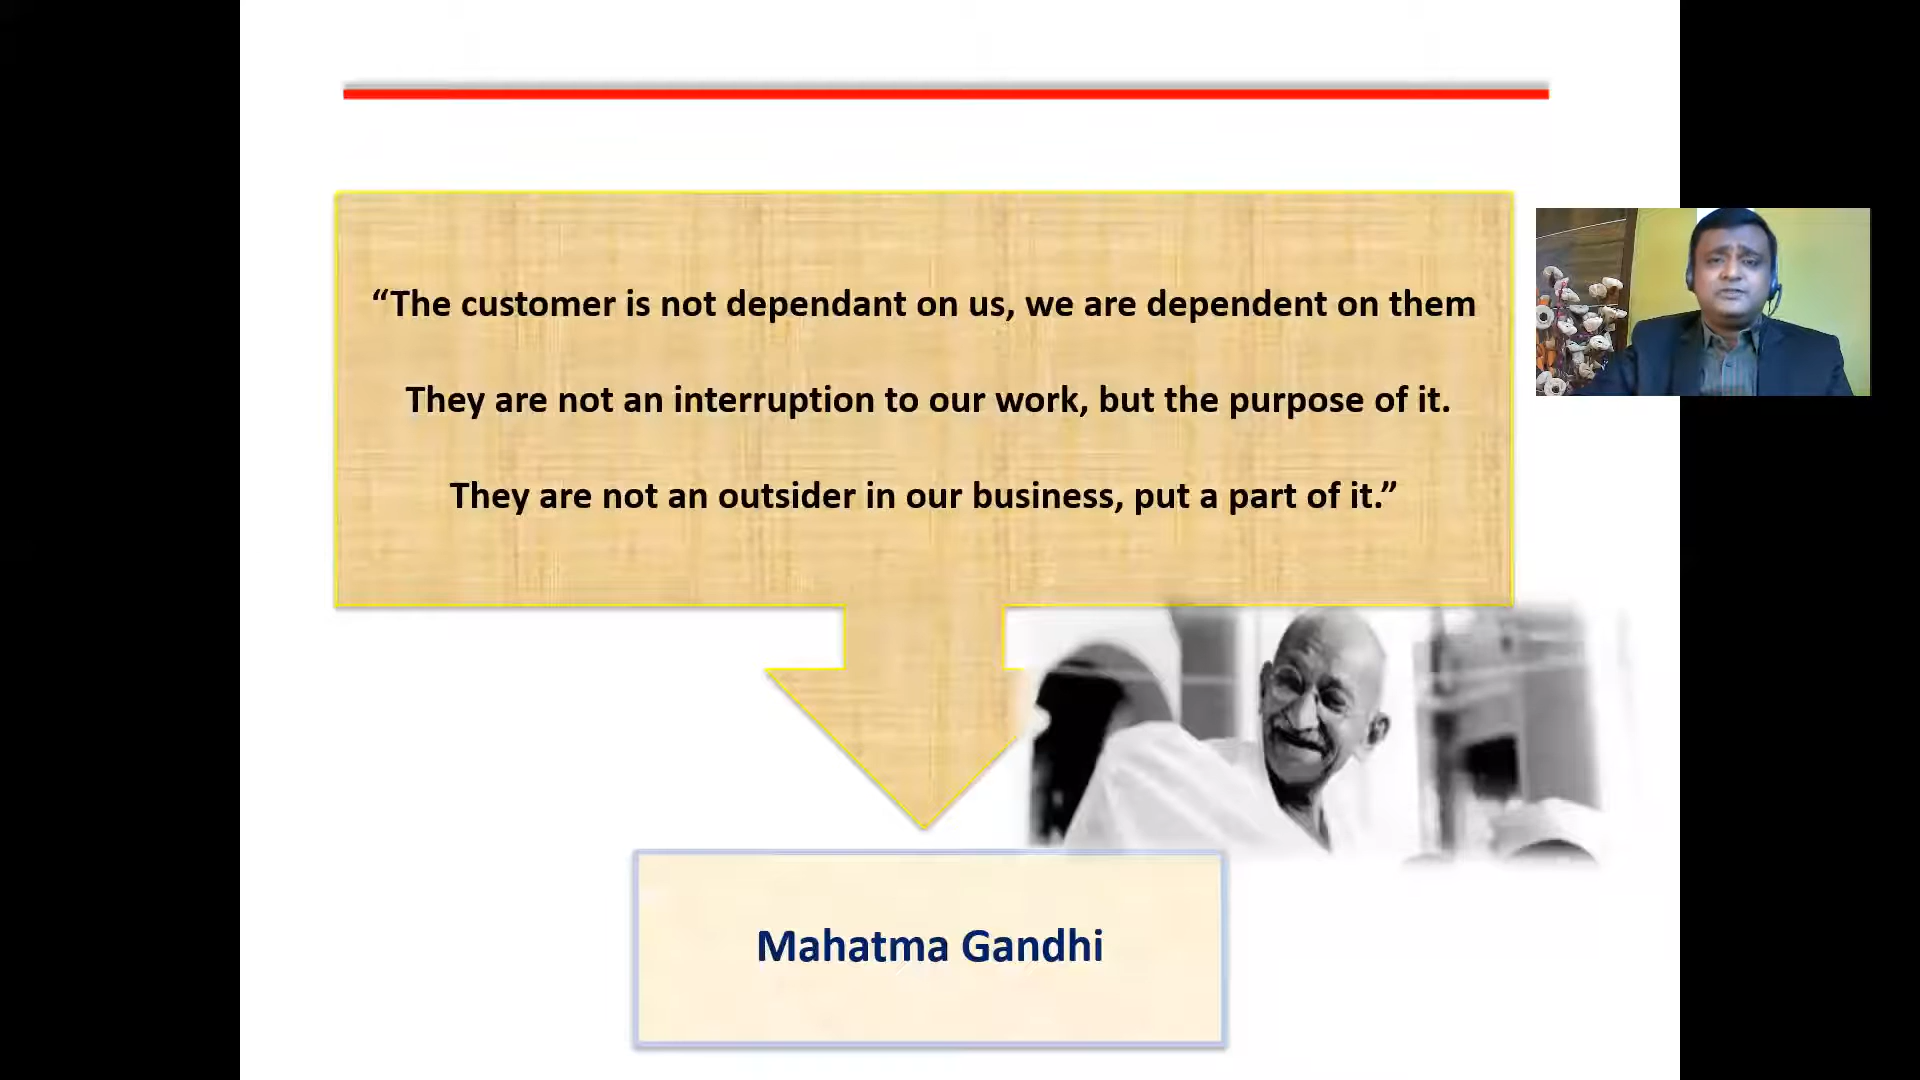 “The customer is not dependant on us, we are dependent on them
They are not an interruption to our work, but the purpose of it.
They are not an outsider in our business, put a part of it.”
Mahatma Gandhi